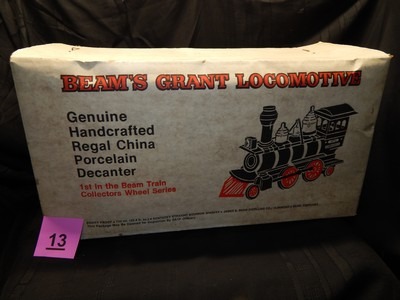 BEAM'S GRANT LOCOMOTIVE
Genuine
Handcrafted
Regal China
Porcelain
Decanter
1st In the Beam Train
Collectors Wheel Series
13